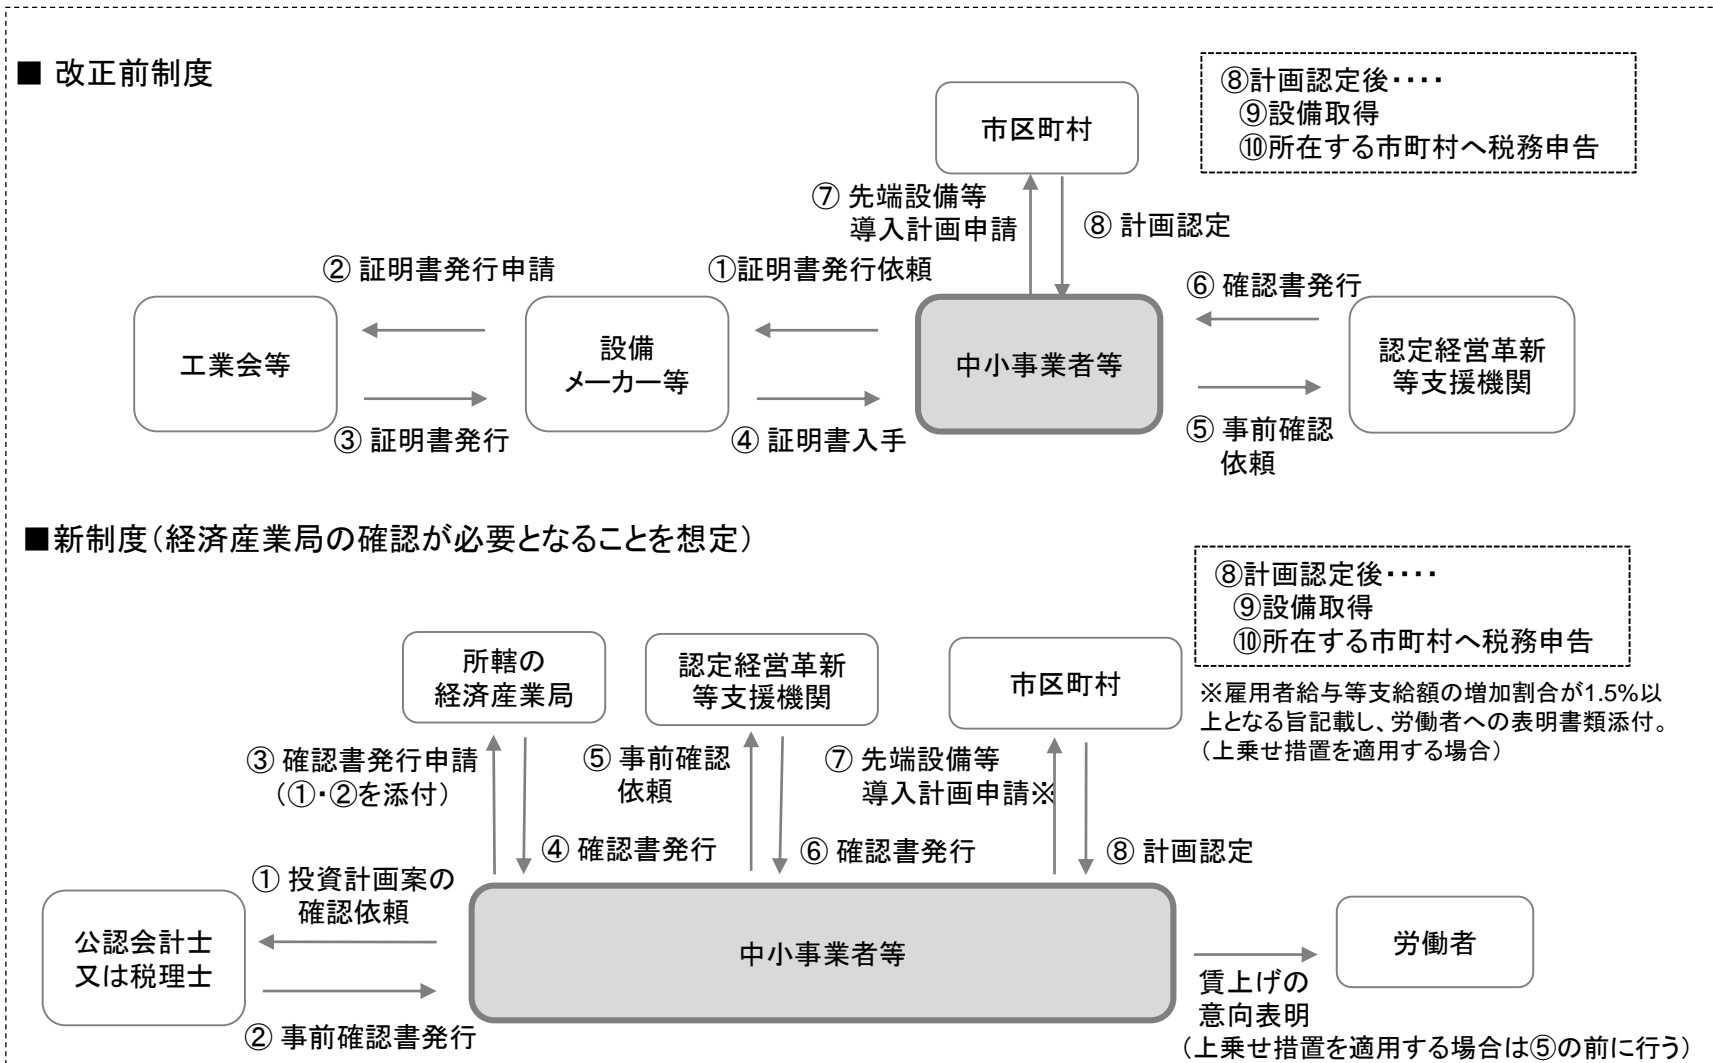 ■ 改正前制度
⑧計画認定後････
⑨設備取得
⑩所在する市町村へ税務申告
市区町村
⑦ 先端設備等
導入計画申請
⑧ 計画認定
② 証明書発行申請
①証明書発行依頼
⑥ 確認書発行
工業会等
設備
メーカー等
中小事業者等
認定経営革新
等支援機関
③ 証明書発行
④ 証明書入手
⑤ 事前確認
依頼
■新制度（経済産業局の確認が必要となることを想定）
⑧計画認定後････
⑨設備取得
⑩所在する市町村へ税務申告
所轄の
経済産業局
認定経営革新
等支援機関
市区町村
※雇用者給与等支給額の増加割合が1.5%以
上となる旨記載し、労働者への表明書類添付。
（上乗せ措置を適用する場合）
③ 確認書発行申請
（①・②を添付）
⑤ 事前確認
依頼
⑦ 先端設備等
導入計画申請※
④ 確認書発行
⑥ 確認書発行
⑧ 計画認定
① 投資計画案の
確認依頼
公認会計士
又は税理士
中小事業者等
労働者
② 事前確認書発行
賃上げの
意向表明
（上乗せ措置を適用する場合は⑤の前に行う）